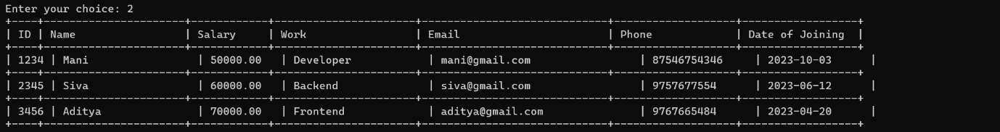 Enter your choice: 2
+----+----------------------+------------+----------------------+-----------------------------+-------------------+------------------+
| ID | Name                 | Salary     | Work                 | Email                       | Phone             | Date of Joining  |
+----+----------------------+------------+----------------------+-----------------------------+-------------------+------------------+
| 1234 | Mani                 | 50000.00   | Developer            | mani@gmail.com                 | 87546754346     | 2023-10-03      |
+----+----------------------+------------+----------------------+-----------------------------+-------------------+------------------+
| 2345 | Siva                 | 60000.00   | Backend              | siva@gmail.com                 | 9757677554      | 2023-06-12      |
+----+----------------------+------------+----------------------+-----------------------------+-------------------+------------------+
| 3456 | Aditya               | 70000.00   | Frontend             | aditya@gmail.com               | 9767665484      | 2023-04-20      |
+----+----------------------+------------+----------------------+-----------------------------+-------------------+------------------+